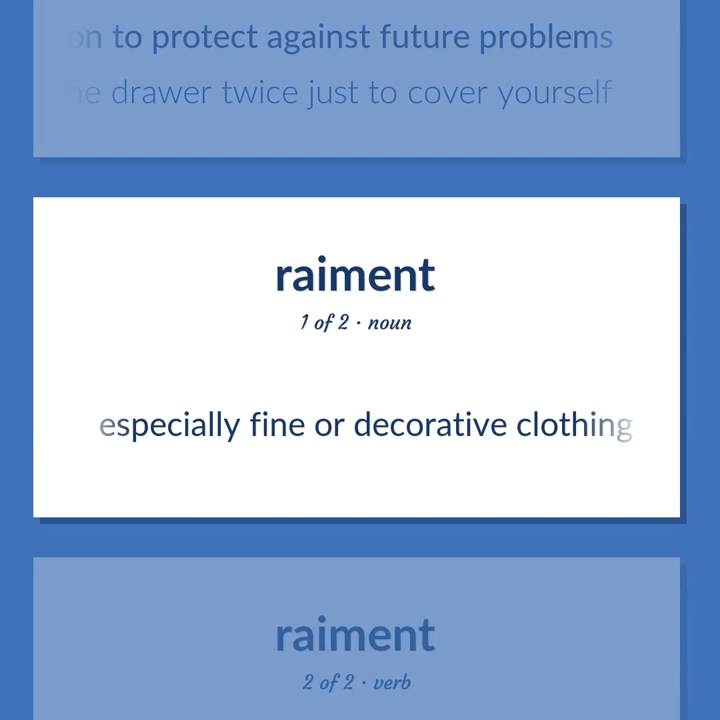 to protect against future problems
drawer twice just to cover yourself
raiment
1 of 2 · noun
especially fine or decorative clothing
raiment
2 of 2 · verb